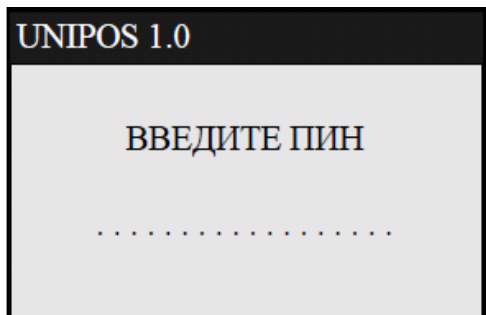 UNIPOS 1.0
ВВЕДИТЕ ПИН
. . . . . . . . . . . . . . . . . . . . .